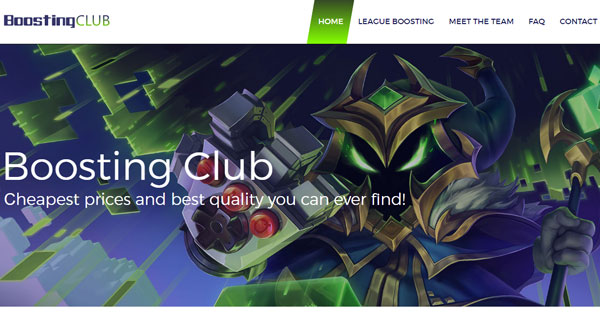 BoostingCLUB
HOME LEAGUE BOOSTING MEET THE TEAM FAQ CONTACT
Boosting Club
Cheapest prices and best quality you can ever find!